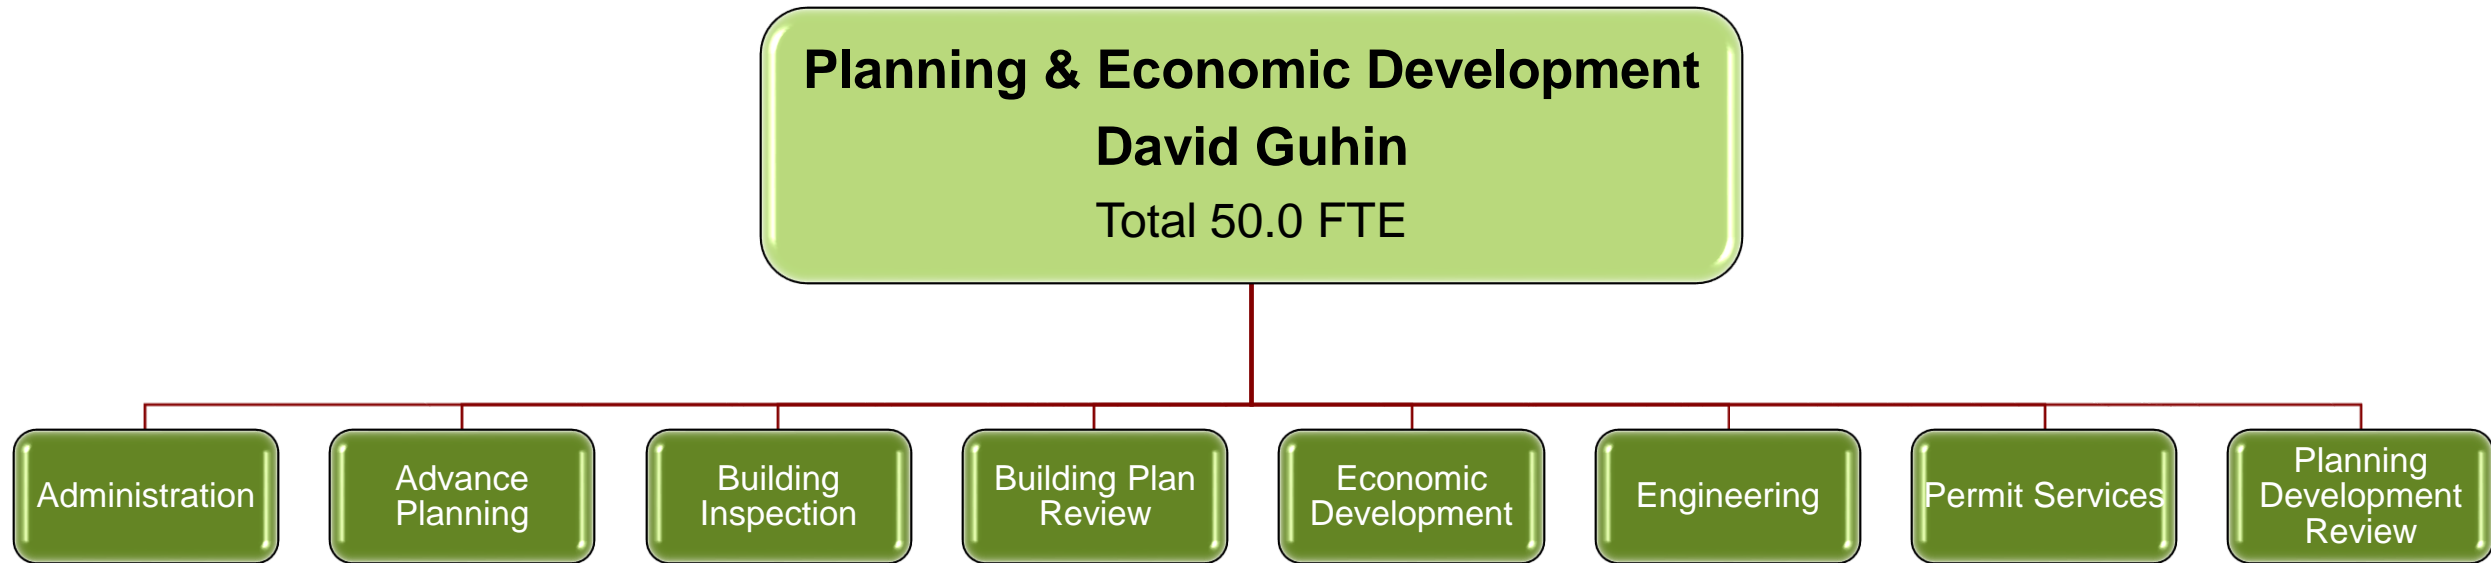 Planning & Economic Development
David Guhin
Total 50.0 FTE
Administration
Advance
Planning
Building
Inspection
Building Plan
Review
Economic
Development
Engineering
Permit Services
Planning
Development
Review